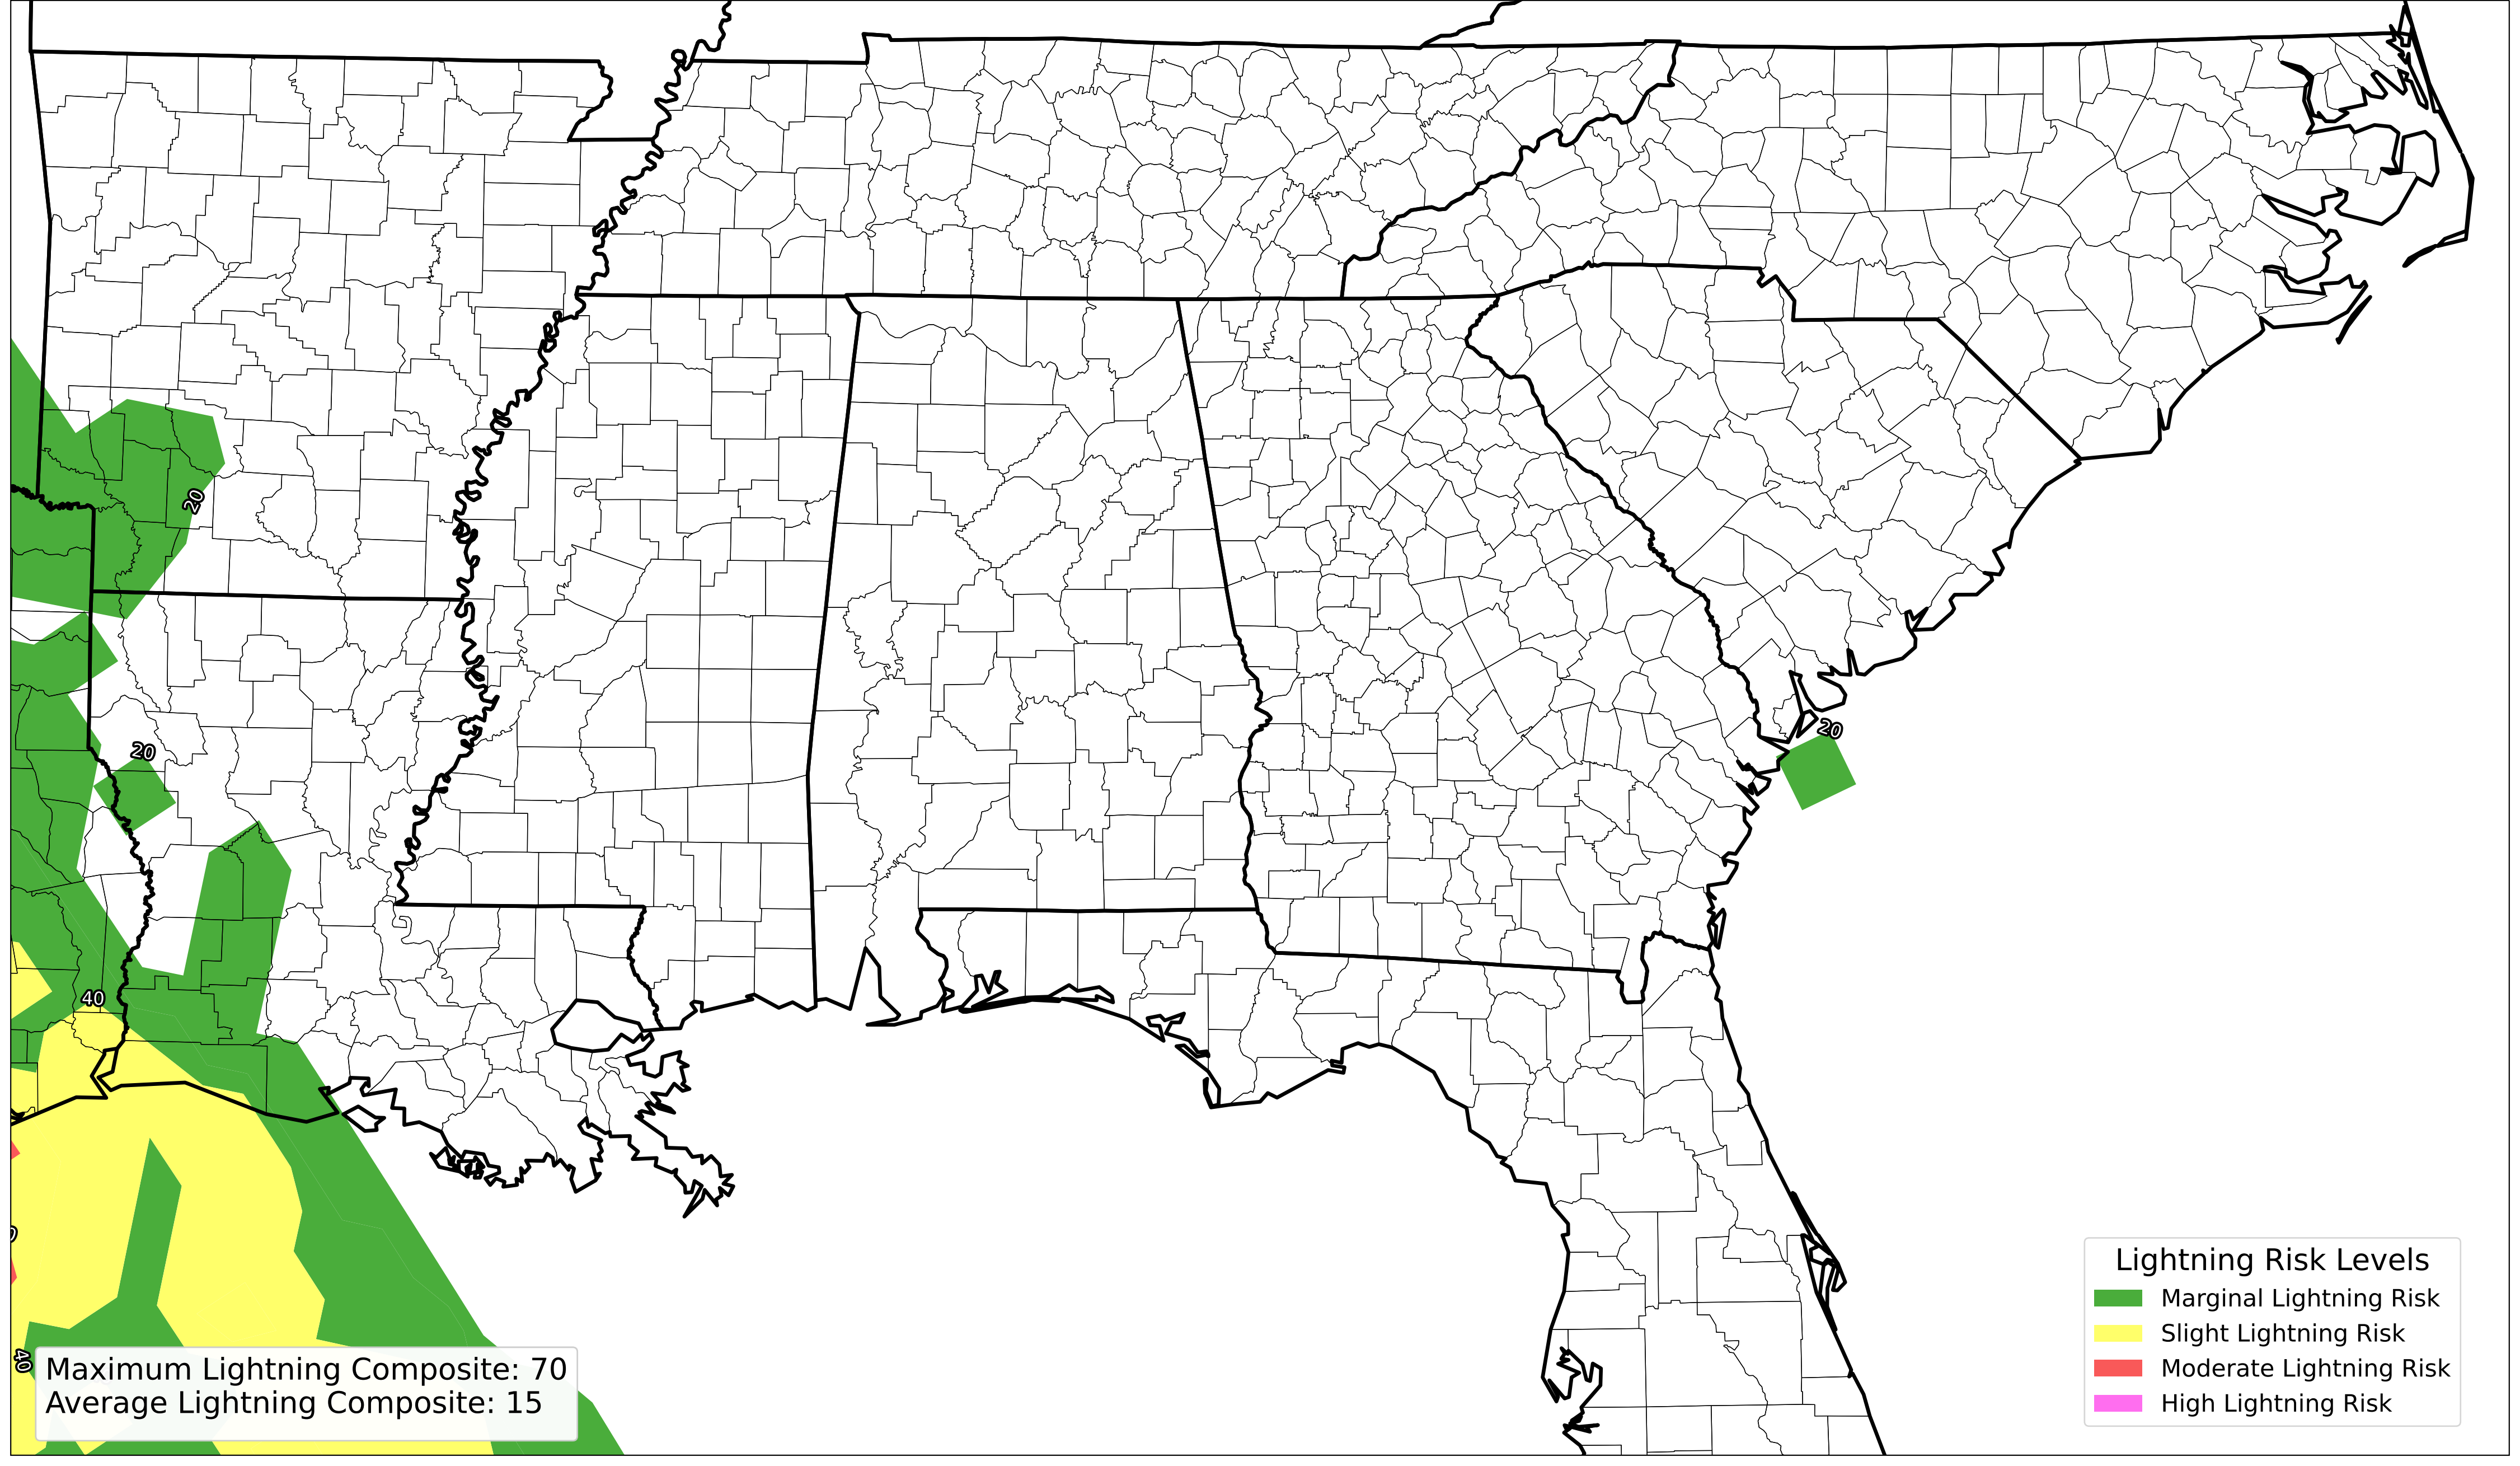 20
20
20
40
40
Maximum Lightning Composite: 70
Average Lightning Composite: 15
Lightning Risk Levels
Marginal Lightning Risk
Slight Lightning Risk
Moderate Lightning Risk
High Lightning Risk